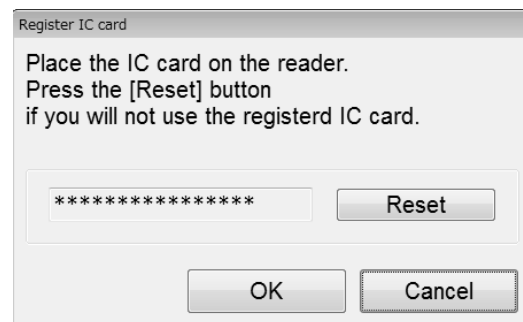 Register IC card
Place the IC card on the reader.
Press the [Reset] button
if you will not use the registerd IC card.
****************
Reset
OK
Cancel